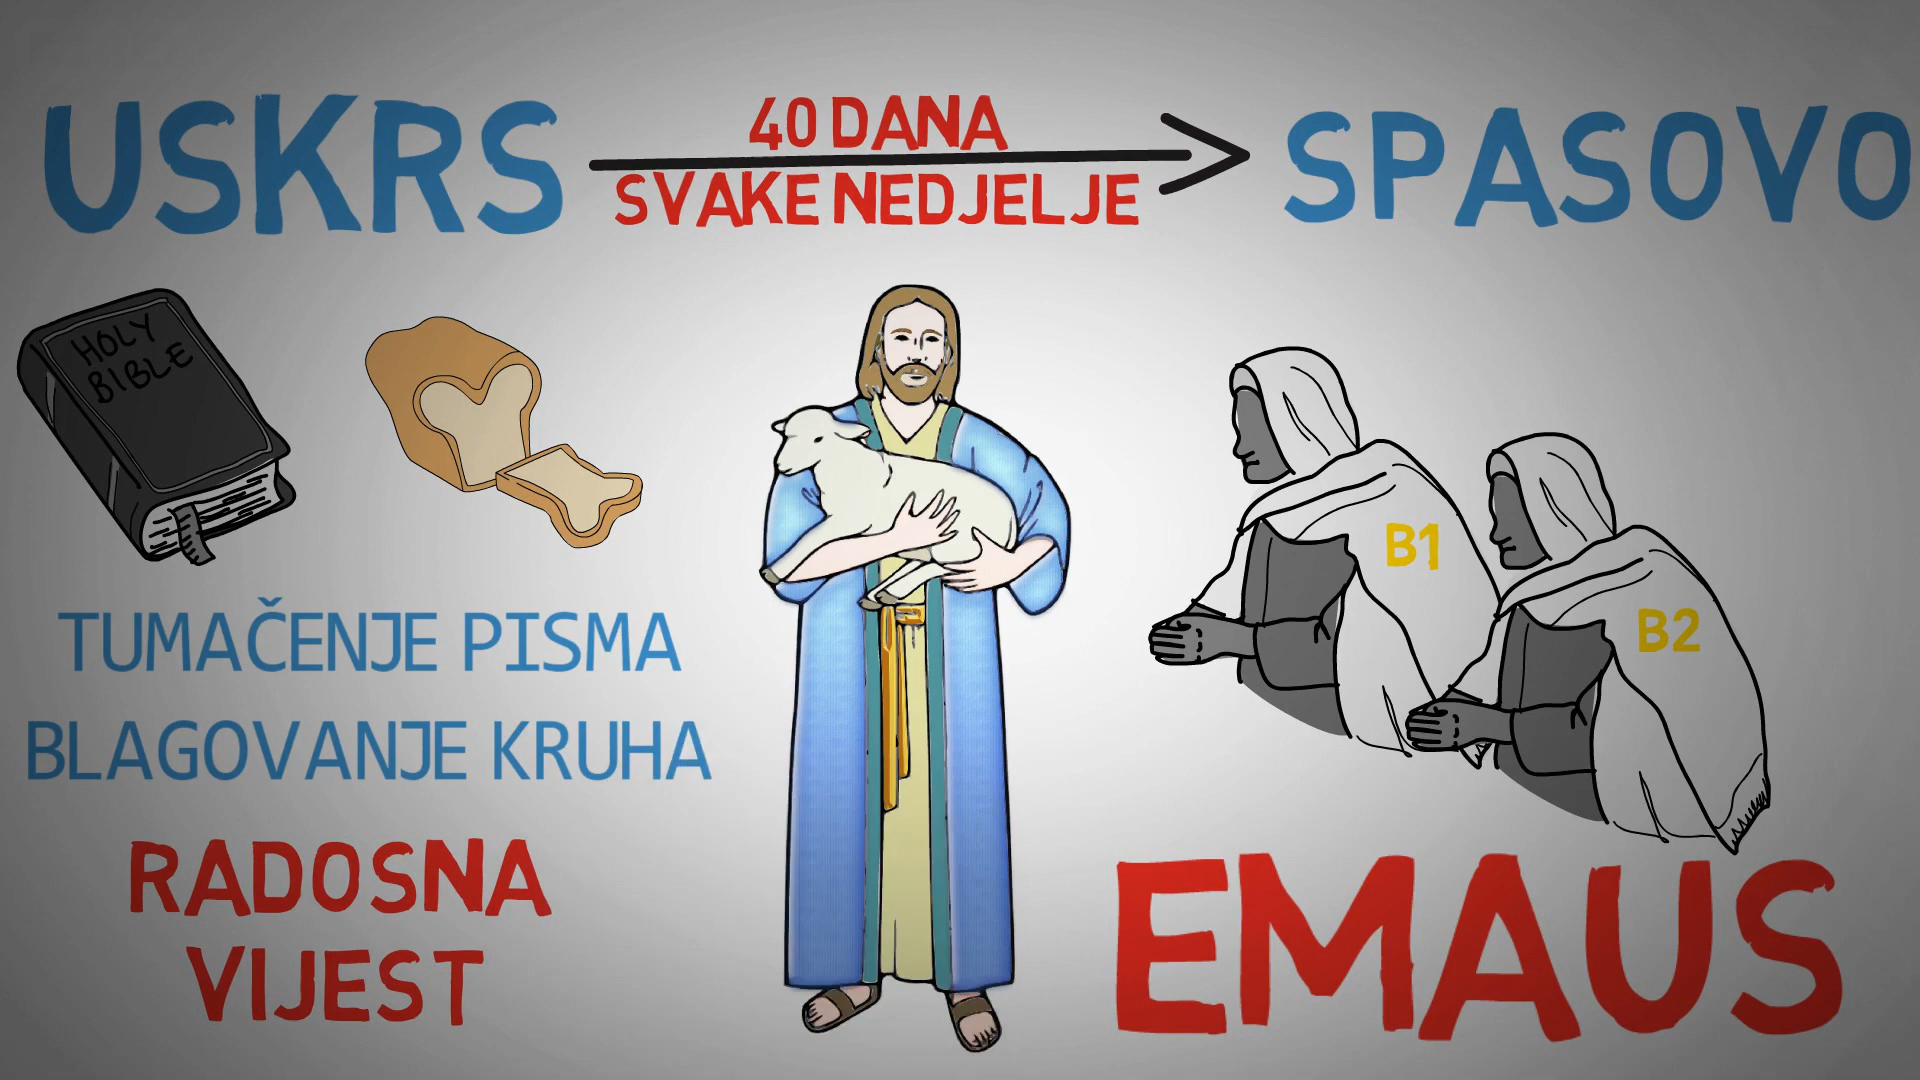 USKRS
40 DANA
SVAKE NEDJELJE
SPASOVO
HOLY
BIBLE
B1
B2
TUMAČENJE PISMA
BLAGOVANJE KRUHA
RADOSNA
VIJEST
EMAUS